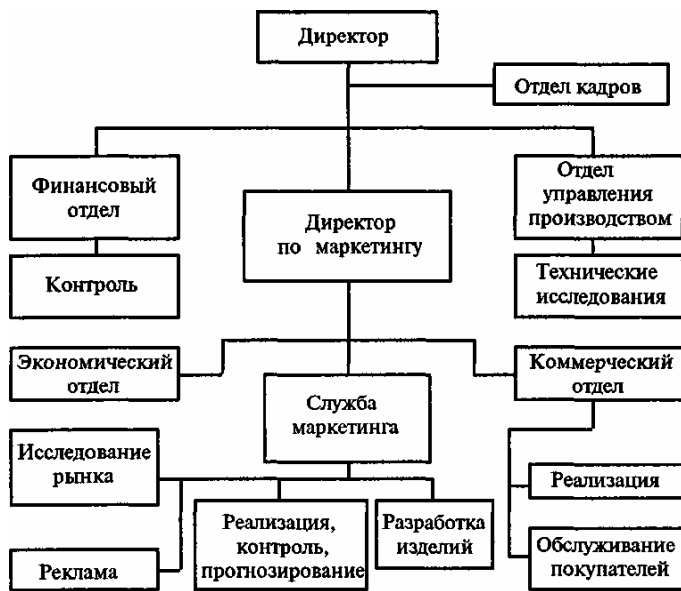 Директор
Отдел кадров
Финансовый
отдел
Директор
по маркетингу
Отдел
управления
производством
Контроль
Технические
исследования
Экономический
отдел
Служба
маркетинга
Коммерческий
отдел
Исследование
рынка
Реализация,
контроль,
прогнозирование
Разработка
изделий
Реализация
Реклама
Обслуживание
покупателей